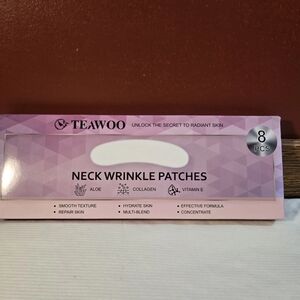 TEAWOO UNLOCK THE SECRET TO RADIANT SKIN
8
PCS
NECK WRINKLE PATCHES
ALOE COLLAGEN VITAMIN E
• SMOOTH TEXTURE • HYDRATE SKIN • EFFECTIVE FORMULA
• REPAIR SKIN • MULTI-BLEND • CONCENTRATE